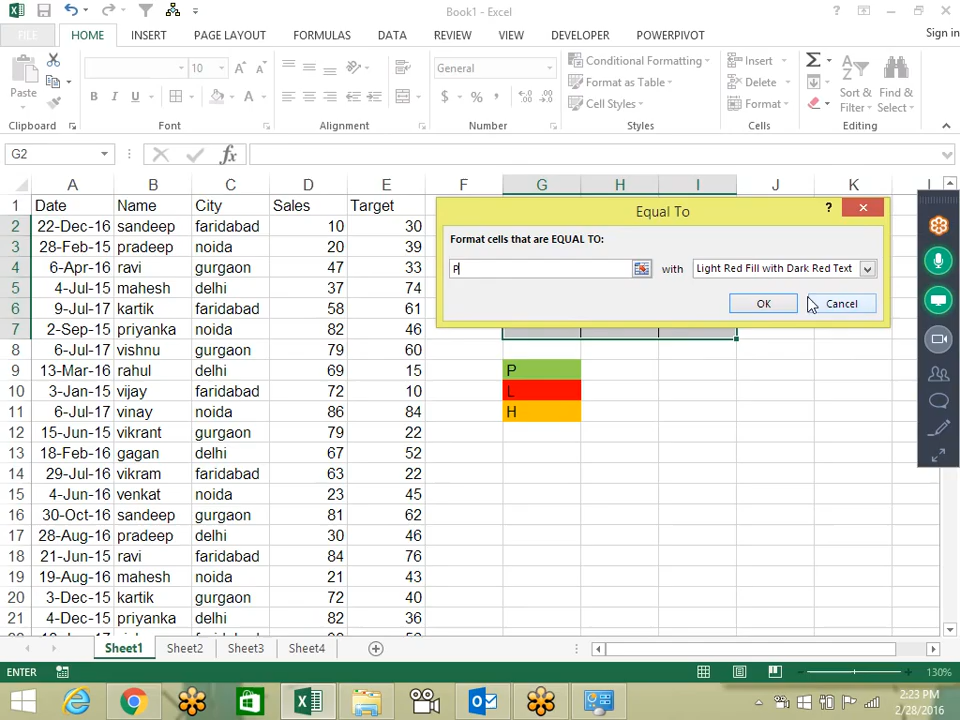 Book1 - Excel
FILE HOME INSERT PAGE LAYOUT FORMULAS DATA REVIEW VIEW DEVELOPER POWERPIVOT Sign in
10 General Conditional Formatting Insert
Paste Format as Table Delete Sort & Find &
Cell Styles Format Filter Select
Clipboard Font Alignment Number Styles Cells Editing
G2
A B C D E F G H I J K L
1 Date Name City Sales Target
2 22-Dec-16 sandeep faridabad 10 30
3 28-Feb-15 pradeep noida 20 39
4 6-Apr-16 ravi gurgaon 47 33
5 4-Jul-15 mahesh delhi 37 74
6 9-Jul-17 kartik faridabad 58 61
7 2-Sep-15 priyanka noida 82 46
8 6-Jul-17 vishnu gurgaon 79 60
9 13-Mar-16 rahul delhi 69 15 P
10 3-Jan-15 vijay faridabad 72 10 L
11 6-Jul-17 vinay noida 86 84 H
12 15-Jun-15 vikrant gurgaon 79 22
13 18-Feb-16 gagan delhi 67 52
14 29-Jul-16 vikram faridabad 63 22
15 4-Jun-16 venkat noida 23 45
16 30-Oct-16 sandeep gurgaon 81 62
17 28-Aug-16 pradeep delhi 30 46
18 21-Jun-15 ravi faridabad 84 76
19 19-Aug-16 mahesh noida 21 43
20 3-Dec-15 kartik gurgaon 72 40
21 4-Dec-15 priyanka delhi 82 36
Equal To
Format cells that are EQUAL TO:
P with Light Red Fill with Dark Red Text
OK Cancel
Sheet1 Sheet2 Sheet3 Sheet4
ENTER 130%
2:23 PM
2/28/2016